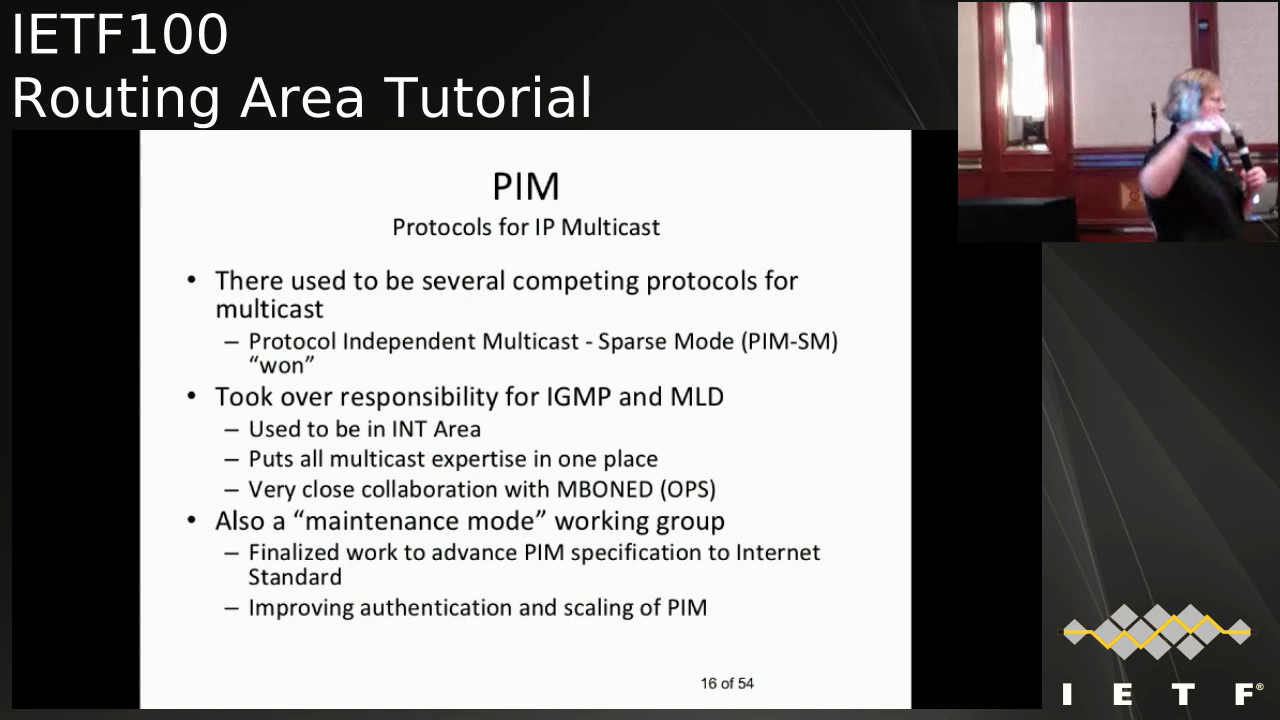 IETF100
Routing Area Tutorial
PIM
Protocols for IP Multicast
• There used to be several competing protocols for
multicast
– Protocol Independent Multicast - Sparse Mode (PIM-SM)
“won”
• Took over responsibility for IGMP and MLD
– Used to be in INT Area
– Puts all multicast expertise in one place
– Very close collaboration with MBONED (OPS)
• Also a “maintenance mode” working group
– Finalized work to advance PIM specification to Internet
Standard
– Improving authentication and scaling of PIM
16 of 54
I E T F®